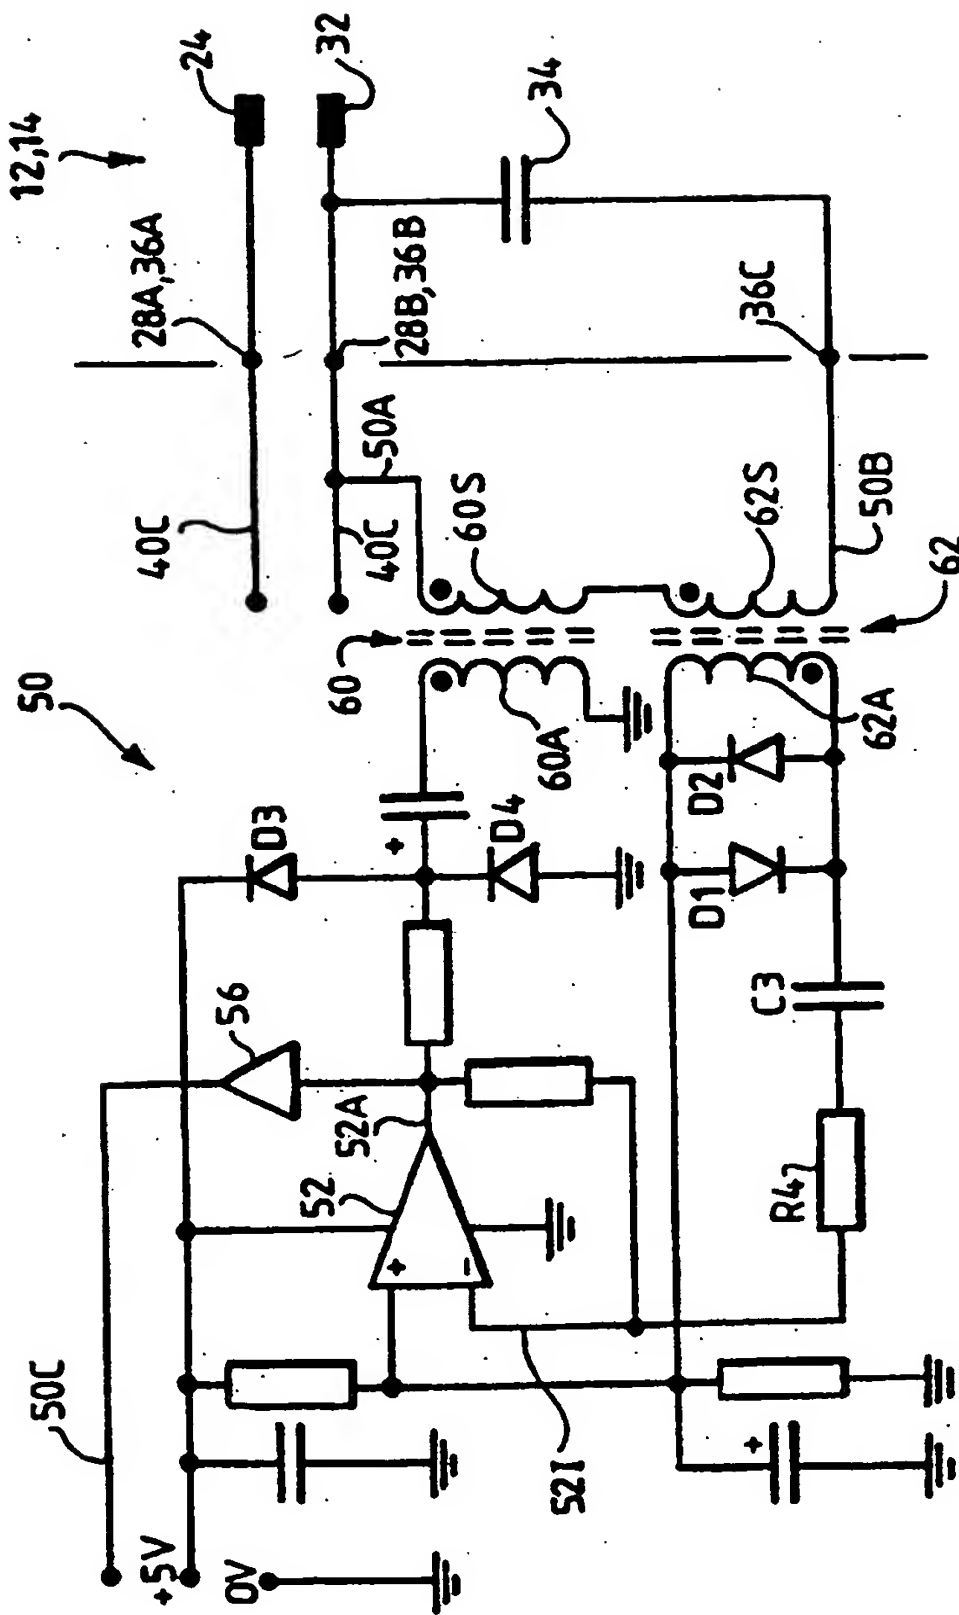 50
12,14
24
32
34
28A,36A
28B,36B
36C
40C
40C
50A
60S
62S
50B
62
60
60A
62A
D3
D4
+
D2
D1
C3
R4
56
52A
52
+
−
52I
50C
+5V
0V
+